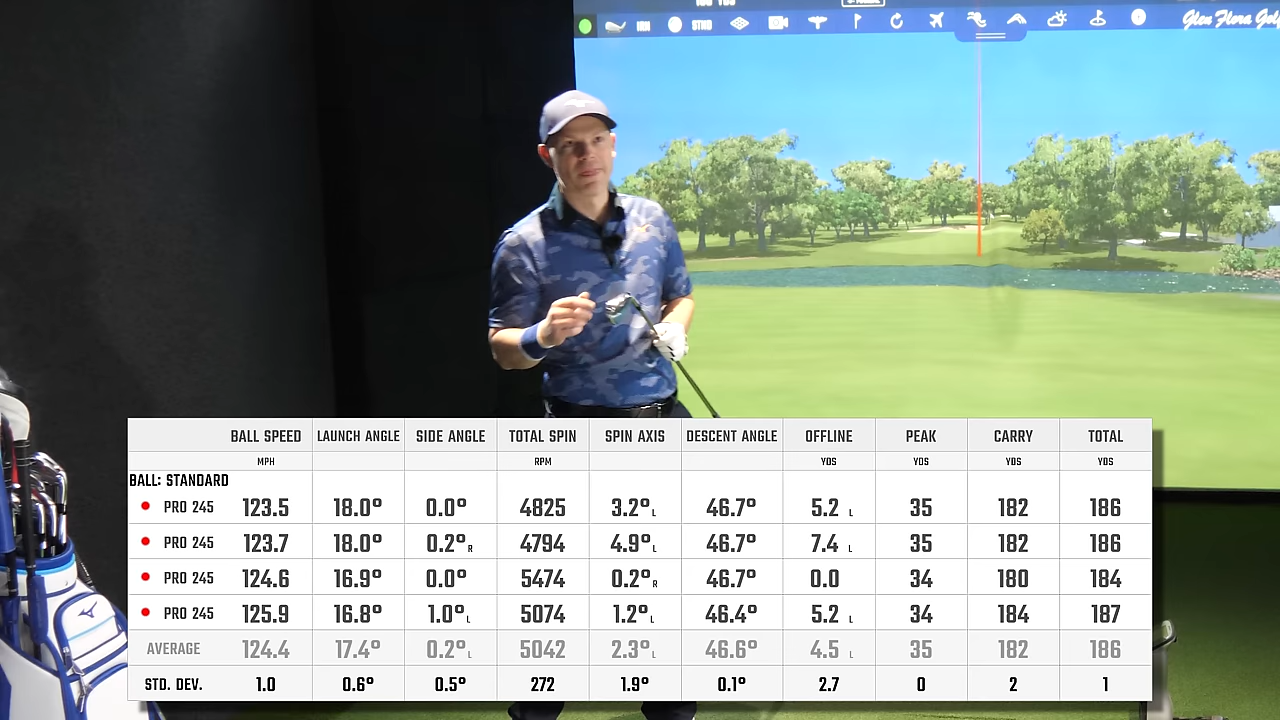 IRN STND Glen Flora Golf
BALL SPEED LAUNCH ANGLE SIDE ANGLE TOTAL SPIN SPIN AXIS DESCENT ANGLE OFFLINE PEAK CARRY TOTAL
MPH RPM YDS YDS YDS YDS
BALL: STANDARD
PRO 245 123.5 18.0° 0.0° 4825 3.2° L 46.7° 5.2 L 35 182 186
PRO 245 123.7 18.0° 0.2° R 4794 4.9° L 46.7° 7.4 L 35 182 186
PRO 245 124.6 16.9° 0.0° 5474 0.2° R 46.7° 0.0 34 180 184
PRO 245 125.9 16.8° 1.0° L 5074 1.2° L 46.4° 5.2 L 34 184 187
AVERAGE 124.4 17.4° 0.2° L 5042 2.3° L 46.6° 4.5 L 35 182 186
STD. DEV. 1.0 0.6° 0.5° 272 1.9° 0.1° 2.7 0 2 1